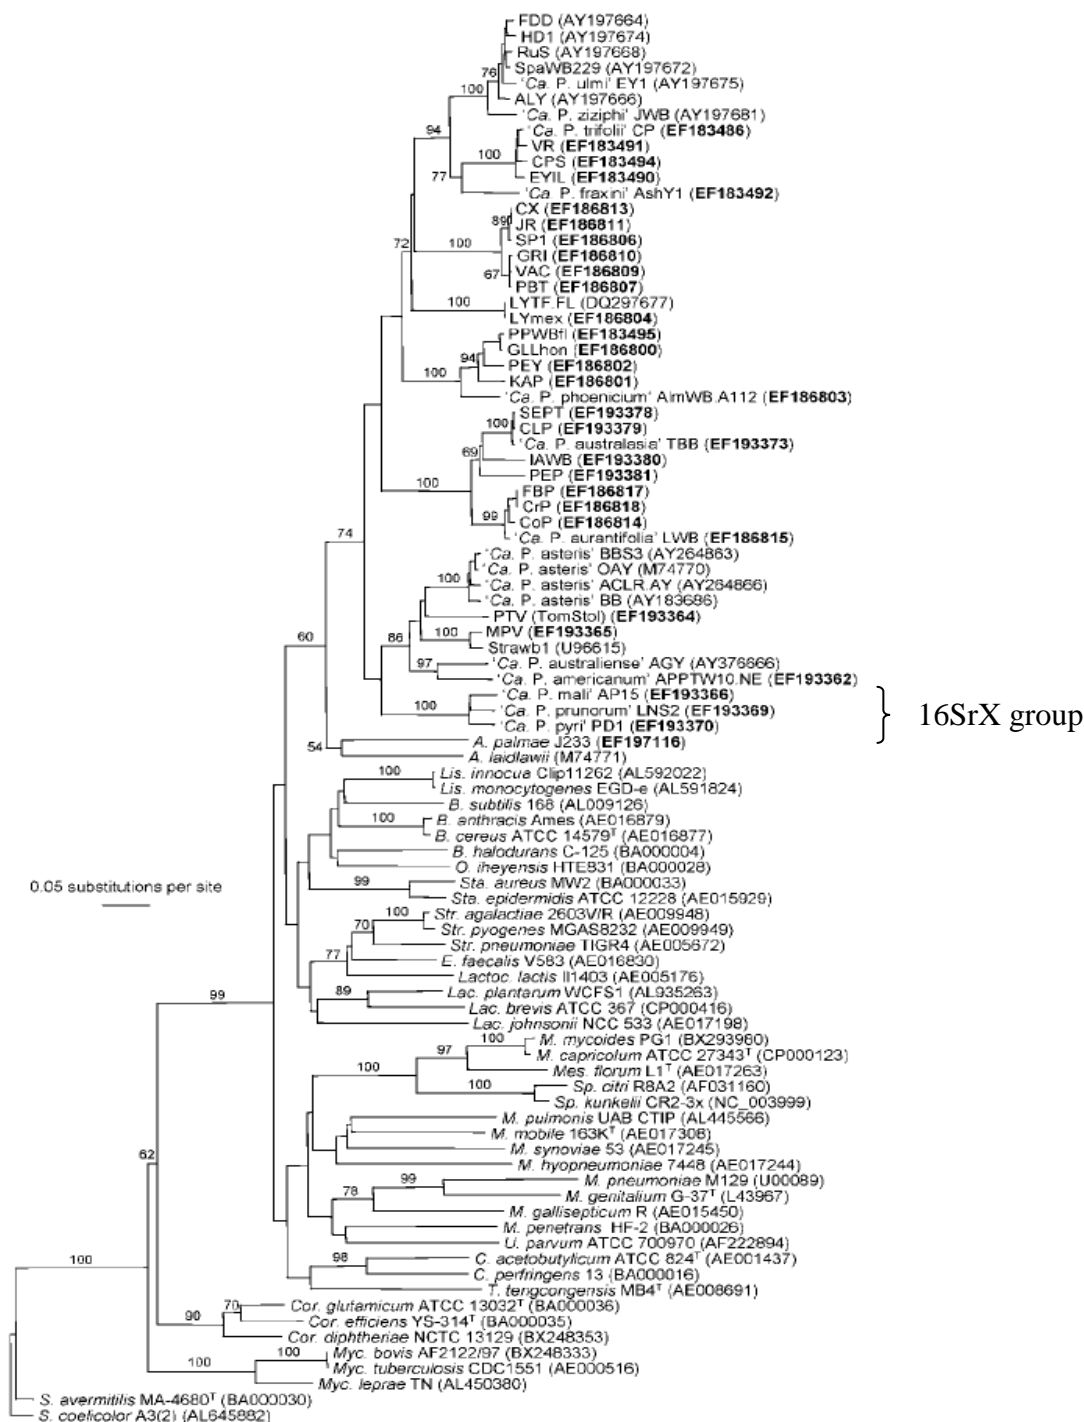 FDD (AY197664)
HD1 (AY197674)
RuS (AY197668)
SpaWB229 (AY197672)
76
'Ca. P. ulmi' EY1 (AY197675)
100
ALY (AY197666)
'Ca. P. ziziphi' JWB (AY197681)
94
'Ca. P. trifolii' CP (EF183486)
VR (EF183491)
100
CPS (EF183494)
77
EYIL (EF183490)
'Ca. P. fraxini' AshY1 (EF183492)
CX (EF186813)
89
JR (EF186811)
72
100
SP1 (EF186806)
GRI (EF186810)
67
VAC (EF186809)
PBT (EF186807)
100
LYTF.FL (DQ297677)
LYmex (EF186804)
PPWBfl (EF183495)
94
GLLhon (EF186800)
PEY (EF186802)
100
KAP (EF186801)
'Ca. P. phoenicium' AlmWB.A112 (EF186803)
SEPT (EF193378)
100
CLP (EF193379)
'Ca. P. australasia' TBB (EF193373)
69
IAWB (EF193380)
PEP (EF193381)
100
FBP (EF186817)
CrP (EF186818)
99
CoP (EF186814)
74
'Ca. P. aurantifolia' LWB (EF186815)
'Ca. P. asteris' BBS3 (AY264863)
'Ca. P. asteris' OAY (M74770)
100
'Ca. P. asteris' ACLR.AY (AY264866)
'Ca. P. asteris' BB (AY183686)
PTV (TomStol) (EF193364)
60
86
100
MPV (EF193365)
Strawb1 (U96615)
97
'Ca. P. australiense' AGY (AY376666)
'Ca. P. americanum' APPTW10.NE (EF193362)
'Ca. P. mali' AP15 (EF193366)
100
'Ca. P. prunorum' LNS2 (EF193369)
16SrX group
'Ca. P. pyri' PD1 (EF193370)
54
A. palmae J233 (EF197116)
A. laidlawii (M74771)
100
Lis. innocua Clip11262 (AL592022)
Lis. monocytogenes EGD-e (AL591824)
B. subtilis 168 (AL009126)
100
B. anthracis Ames (AE016879)
B. cereus ATCC 14579T (AE016877)
B. halodurans C-125 (BA000004)
O. iheyensis HTE831 (BA000028)
0.05 substitutions per site
99
Sta. aureus MW2 (BA000033)
Sta. epidermidis ATCC 12228 (AE015929)
100
Str. agalactiae 2603V/R (AE009948)
70
Str. pyogenes MGAS8232 (AE009949)
Str. pneumoniae TIGR4 (AE005672)
77
E. faecalis V583 (AE016830)
Lactoc. lactis Il1403 (AE005176)
99
89
Lac. plantarum WCFS1 (AL935263)
Lac. brevis ATCC 367 (CP000416)
Lac. johnsonii NCC 533 (AE017198)
100
M. mycoides PG1 (BX293980)
97
M. capricolum ATCC 27343T (CP000123)
100
Mes. florum L1T (AE017263)
100
Sp. citri R8A2 (AF031160)
Sp. kunkelii CR2-3x (NC_003999)
M. pulmonis UAB CTIP (AL445566)
M. mobile 163KT (AE017308)
62
M. synoviae 53 (AE017245)
M. hyopneumoniae 7448 (AE017244)
99
M. pneumoniae M129 (U00089)
78
M. genitalium G-37T (L43967)
M. gallisepticum R (AE015450)
M. penetrans HF-2 (BA000026)
U. parvum ATCC 700970 (AF222894)
100
98
C. acetobutylicum ATCC 824T (AE001437)
C. perfringens 13 (BA000016)
T. tengcongensis MB4T (AE008691)
70
Cor. glutamicum ATCC 13032T (BA000036)
90
Cor. efficiens YS-314T (BA000035)
Cor. diphtheriae NCTC 13129 (BX248353)
100
Myc. bovis AF2122/97 (BX248333)
100
Myc. tuberculosis CDC1551 (AE000516)
Myc. leprae TN (AL450380)
S. avermitilis MA-4680T (BA000030)
S. coelicolor A3(2) (AL645882)